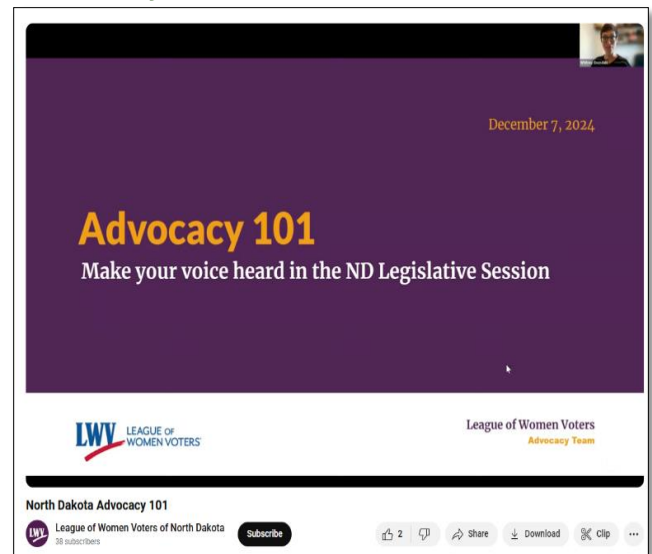 December 7, 2024
Advocacy 101
Make your voice heard in the ND Legislative Session
LWV
LEAGUE OF
WOMEN VOTERS
League of Women Voters
Advocacy Team
North Dakota Advocacy 101
LWV
League of Women Voters of North Dakota
38 subscribers
Subscribe
2
Share
Download
Clip